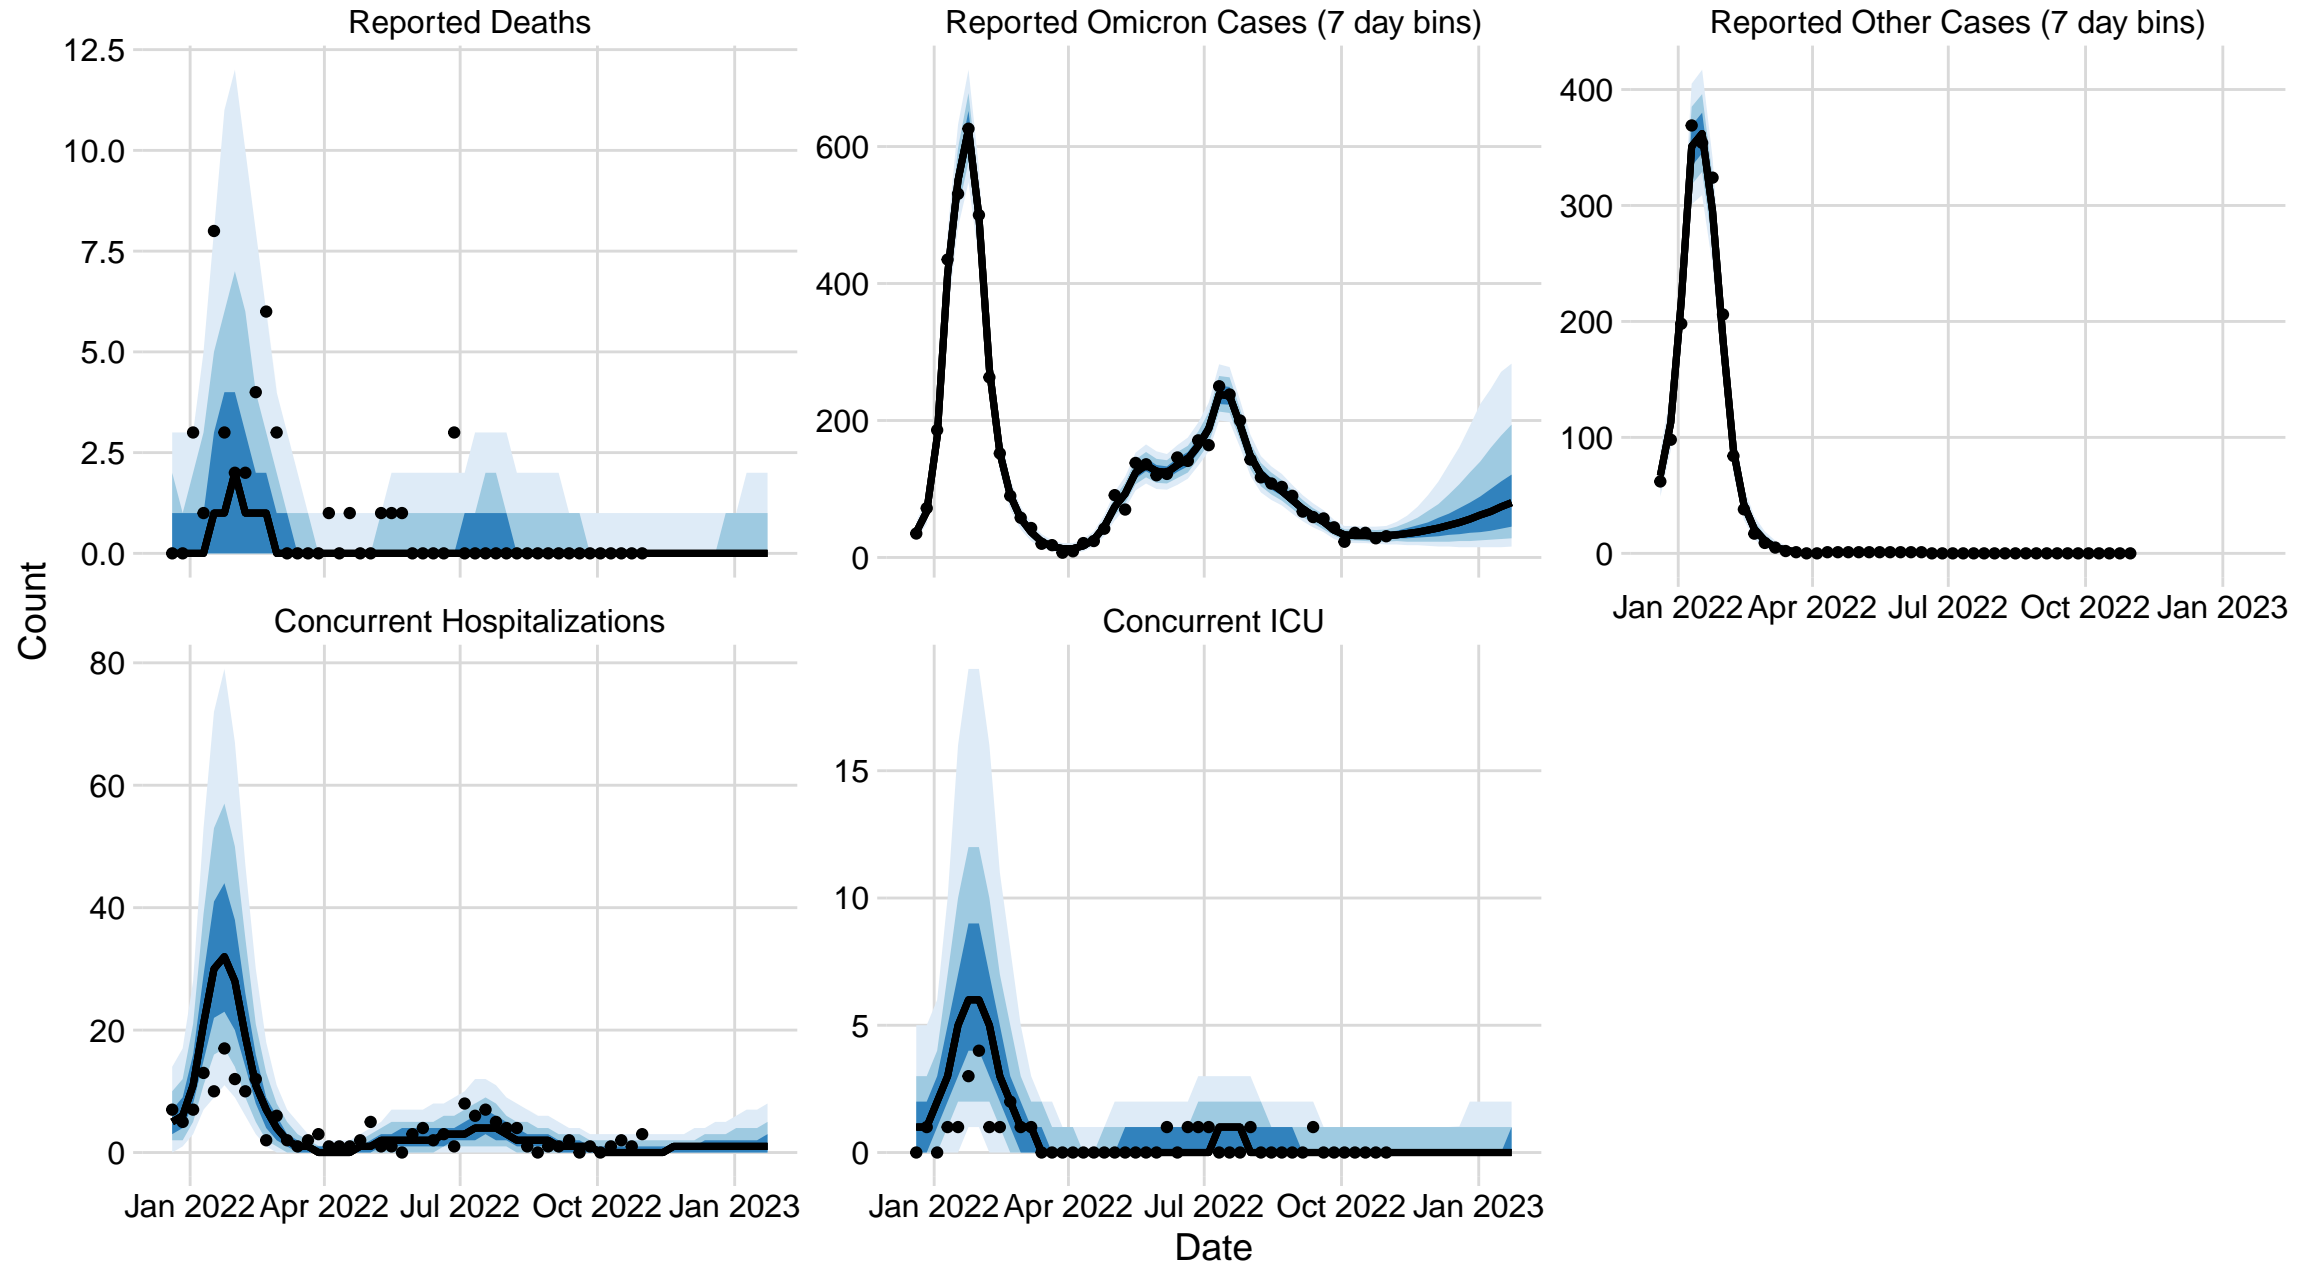 Reported Deaths
12.5
10.0
7.5
5.0
2.5
0.0
Reported Omicron Cases (7 day bins)
600
400
200
0
Reported Other Cases (7 day bins)
400
300
200
100
0
Jan 2022 Apr 2022 Jul 2022 Oct 2022 Jan 2023
Count
Concurrent Hospitalizations
80
60
40
20
0
Jan 2022 Apr 2022 Jul 2022 Oct 2022 Jan 2023
Concurrent ICU
15
10
5
0
Jan 2022 Apr 2022 Jul 2022 Oct 2022 Jan 2023
Date